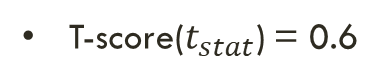 • T-score(t_stat) = 0.6